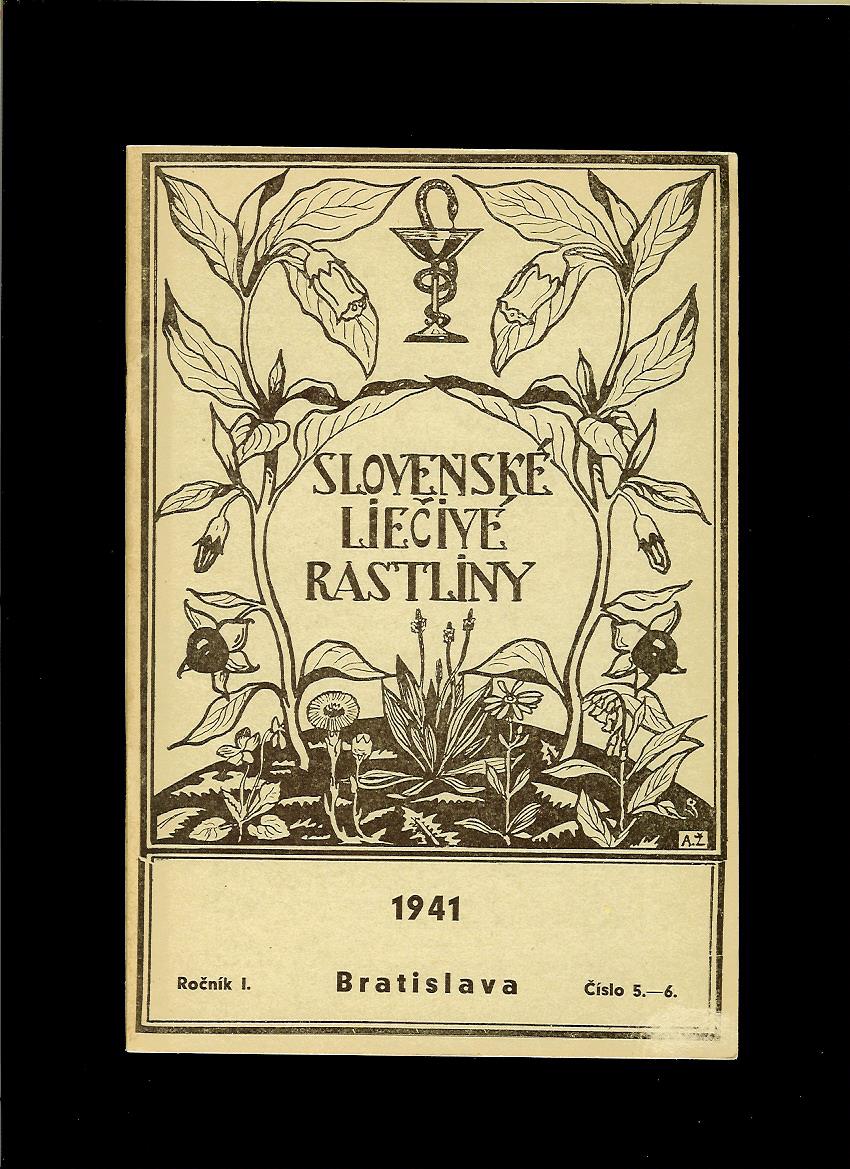 SLOVENSKÉ
LIEČIVÉ
RASTLINY
A.Ž
1941
Ročník I.
Bratislava
Číslo 5.—6.